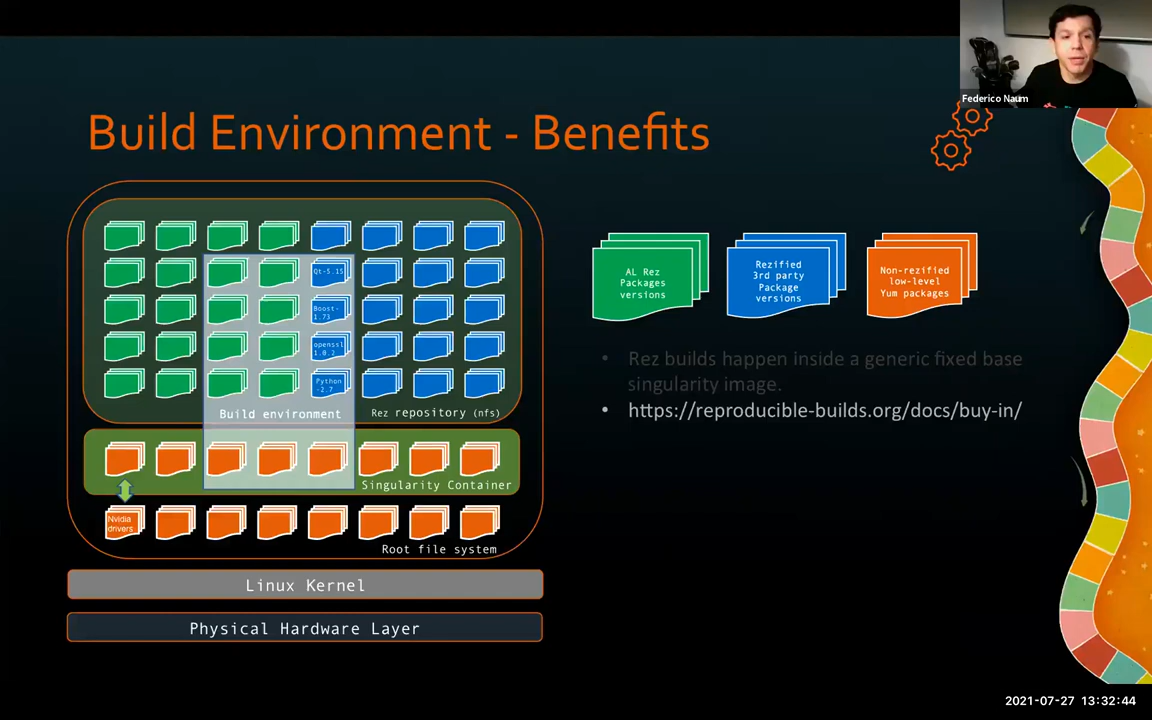 Federico Naum
Build Environment - Benefits
Qt-5.15
Boost-
1.73
openssl
1.0.2
Python
-2.7
Build environment
Rez repository (nfs)
Singularity Container
Nvidia
drivers
Root file system
Linux Kernel
Physical Hardware Layer
AL Rez
Packages
versions
Rezified
3rd party
Package
versions
Non-rezified
low-level
Yum packages
• Rez builds happen inside a generic fixed base
singularity image.
• https://reproducible-builds.org/docs/buy-in/
2021-07-27 13:32:44